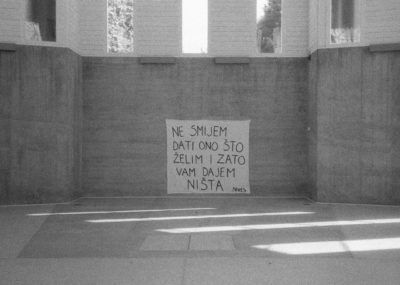 NE SMIJEM
DATI ONO ŠTO
ŽELIM I ZATO
VAM DAJEM
NIŠTA